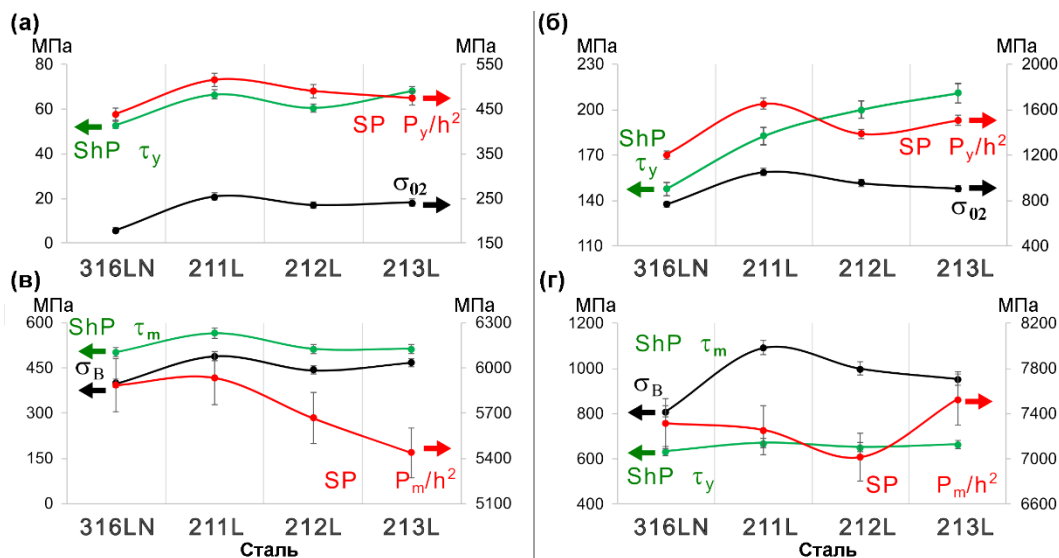 (а)
МПа
МПа
80
60
40
20
0
550
450
350
250
150
ShP τy
SP Py/h²
σ02
316LN 211L 212L 213L
(б)
МПа
МПа
230
200
170
140
110
2000
1600
1200
800
400
ShP
τy
SP Py/h²
σ02
316LN 211L 212L 213L
(в)
МПа
МПа
600
450
300
150
0
6300
6000
5700
5400
5100
ShP τm
σB
SP Pm/h²
316LN 211L 212L 213L
Сталь
(г)
МПа
МПа
1200
1000
800
600
400
8200
7800
7400
7000
6600
ShP τm
σB
ShP τy
SP Pm/h²
316LN 211L 212L 213L
Сталь